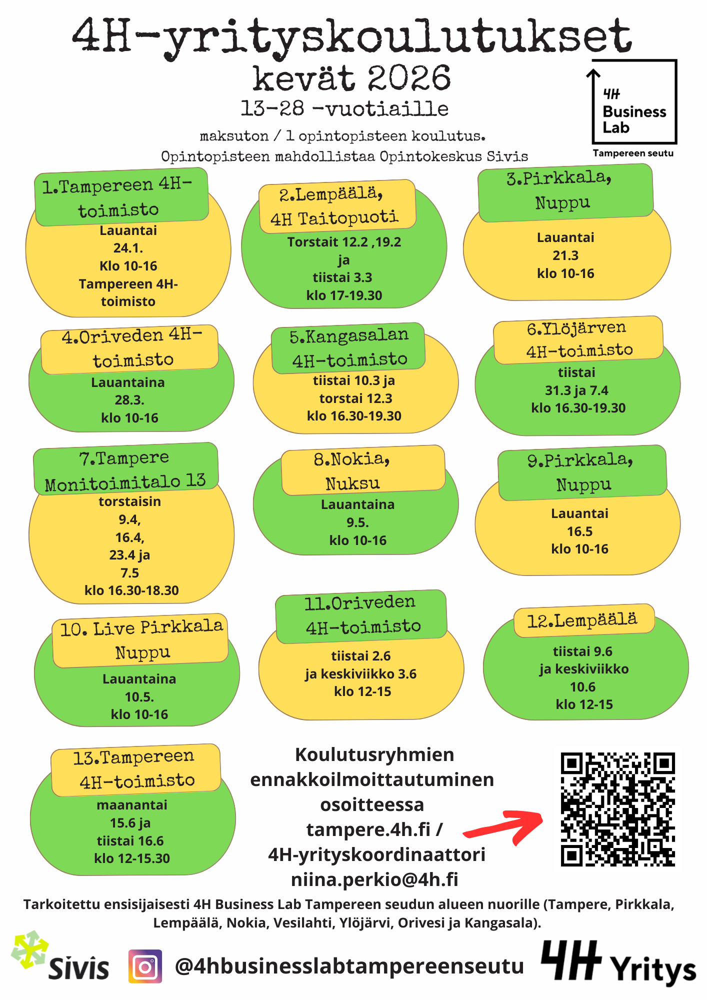 4H-yrityskoulutukset
kevät 2026
13-28 -vuotiaille
maksuton / 1 opintopisteen koulutus.
Opintopisteen mahdollistaa Opintokeskus Sivis
4H
Business
Lab
Tampereen seutu
1.Tampereen 4H-
toimisto
Lauantai
24.1.
Klo 10-16
Tampereen 4H-
toimisto
2.Lempäälä,
4H Taitopuoti
Torstait 12.2 ,19.2
ja
tiistai 3.3
klo 17-19.30
3.Pirkkala,
Nuppu
Lauantai
21.3
klo 10-16
4.Oriveden 4H-
toimisto
Lauantaina
28.3.
klo 10-16
5.Kangasalan
4H-toimisto
tiistai 10.3 ja
torstai 12.3
klo 16.30-19.30
6.Ylöjärven
4H-toimisto
tiistai
31.3 ja 7.4
klo 16.30-19.30
7.Tampere
Monitoimitalo 13
torstaisin
9.4,
16.4,
23.4 ja
7.5
klo 16.30-18.30
8.Nokia,
Nuksu
Lauantaina
9.5.
klo 10-16
9.Pirkkala,
Nuppu
Lauantai
16.5
klo 10-16
10. Live Pirkkala
Nuppu
Lauantaina
10.5.
klo 10-16
11.Oriveden
4H-toimisto
tiistai 2.6
ja keskiviikko 3.6
klo 12-15
12.Lempäälä
tiistai 9.6
ja keskiviikko
10.6
klo 12-15
13.Tampereen
4H-toimisto
maanantai
15.6 ja
tiistai 16.6
klo 12-15.30
Koulutusryhmien
ennakkoilmoittautuminen
osoitteessa
tampere.4h.fi /
4H-yrityskoordinaattori
niina.perkio@4h.fi
Tarkoitettu ensisijaisesti 4H Business Lab Tampereen seudun alueen nuorille (Tampere, Pirkkala,
Lempäälä, Nokia, Vesilahti, Ylöjärvi, Orivesi ja Kangasala).
Sivis
@4hbusinesslabtampereenseutu
4H Yritys